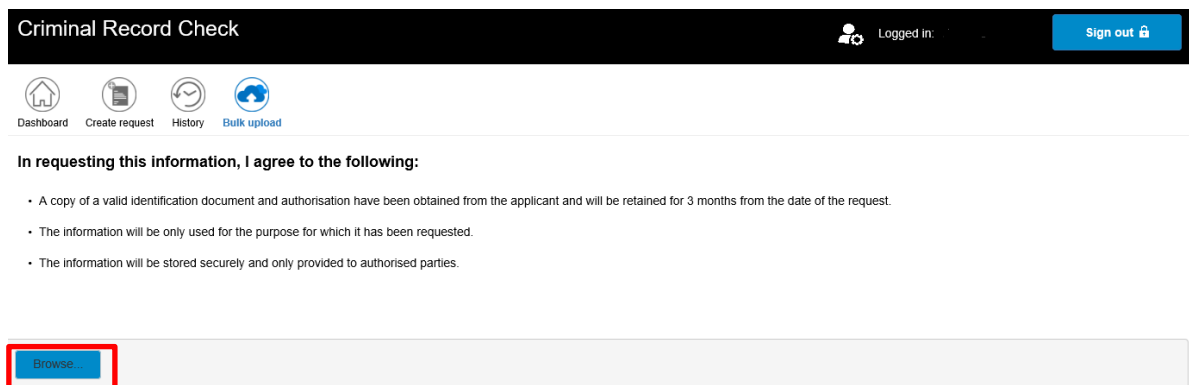 Criminal Record Check
Logged in:
Sign out
Dashboard Create request History Bulk upload
In requesting this information, I agree to the following:
• A copy of a valid identification document and authorisation have been obtained from the applicant and will be retained for 3 months from the date of the request.
• The information will be only used for the purpose for which it has been requested.
• The information will be stored securely and only provided to authorised parties.
Browse...